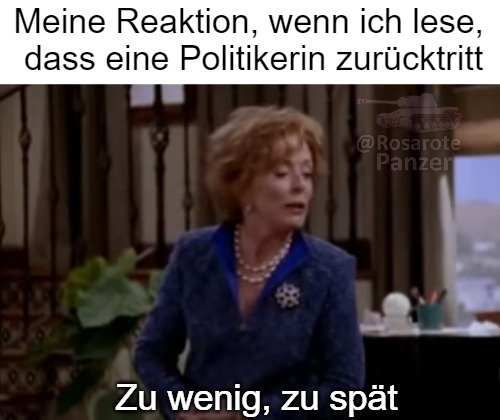 Meine Reaktion, wenn ich lese,
dass eine Politikerin zurücktritt
@Rosarote
Panzer
Zu wenig, zu spät